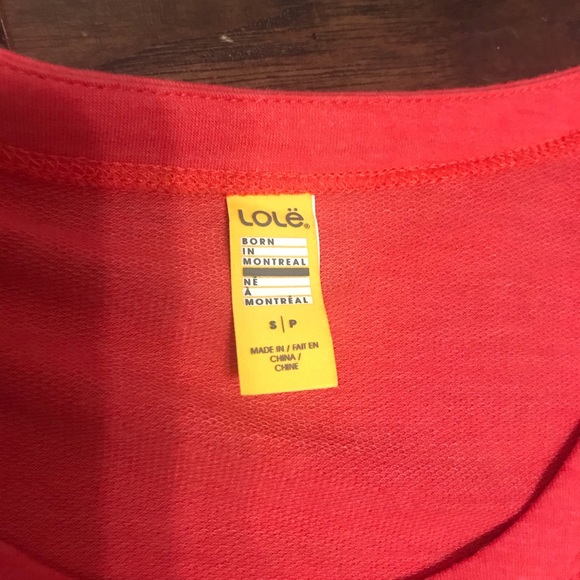 LOLë®
BORN
IN
MONTREAL
NÉ
À
MONTRÉAL
S|P
MADE IN / FAIT EN
CHINA /
CHINE